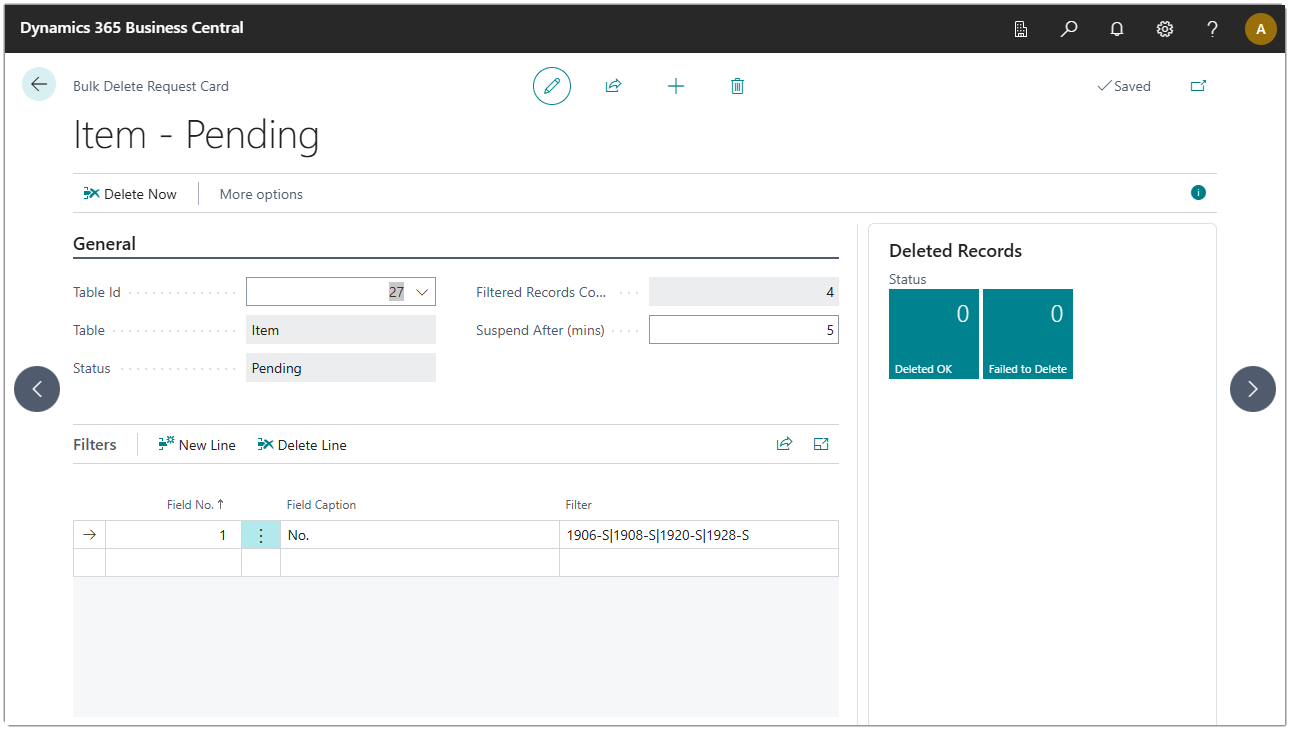 Dynamics 365 Business Central
A
Bulk Delete Request Card
Saved
Item - Pending
Delete Now
More options
General
Table Id
27
Table
Item
Status
Pending
Filtered Records Co...
4
Suspend After (mins)
5
Filters
New Line
Delete Line
Field No.↑
Field Caption
Filter
1
No.
1906-S|1908-S|1920-S|1928-S
Deleted Records
Status
0
Deleted OK
0
Failed to Delete